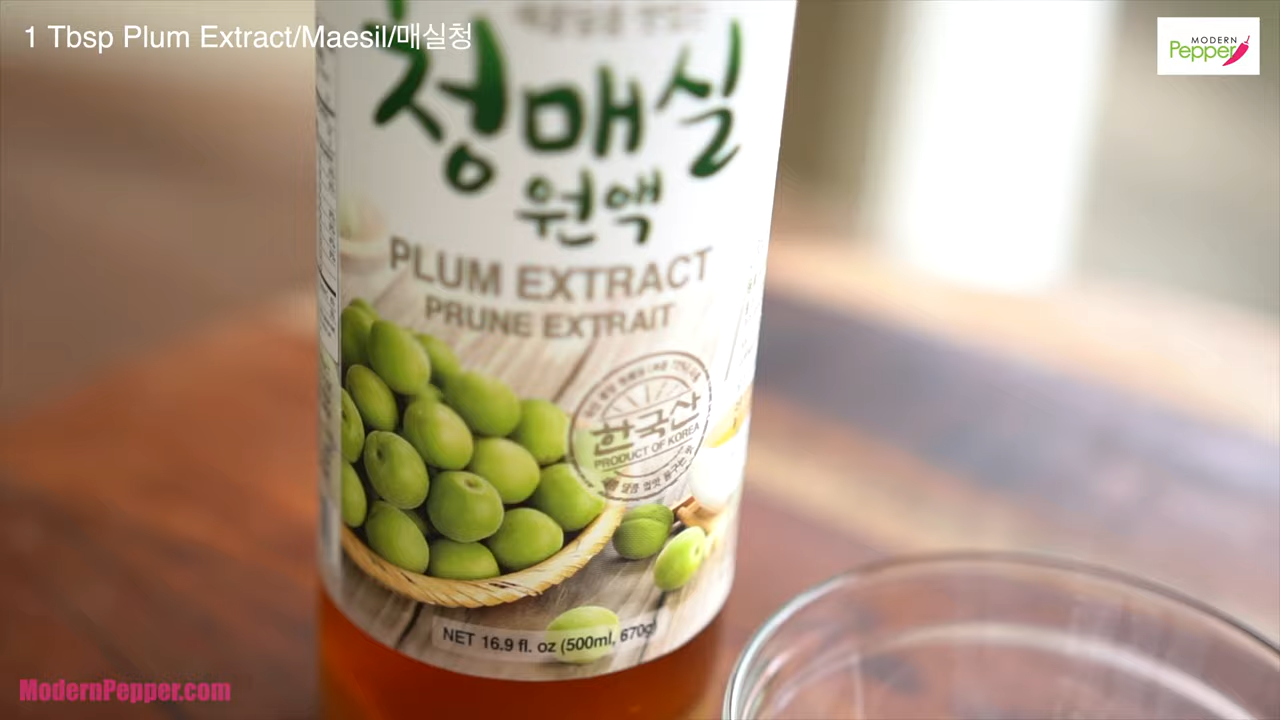 1 Tbsp Plum Extract/Maesil/매실청
MODERN
Pepper
청매실
원액
PLUM EXTRACT
PRUNE EXTRAIT
한국산
PRODUCT OF KOREA
NET 16.9 fl. oz (500ml, 670g)
ModernPepper.com